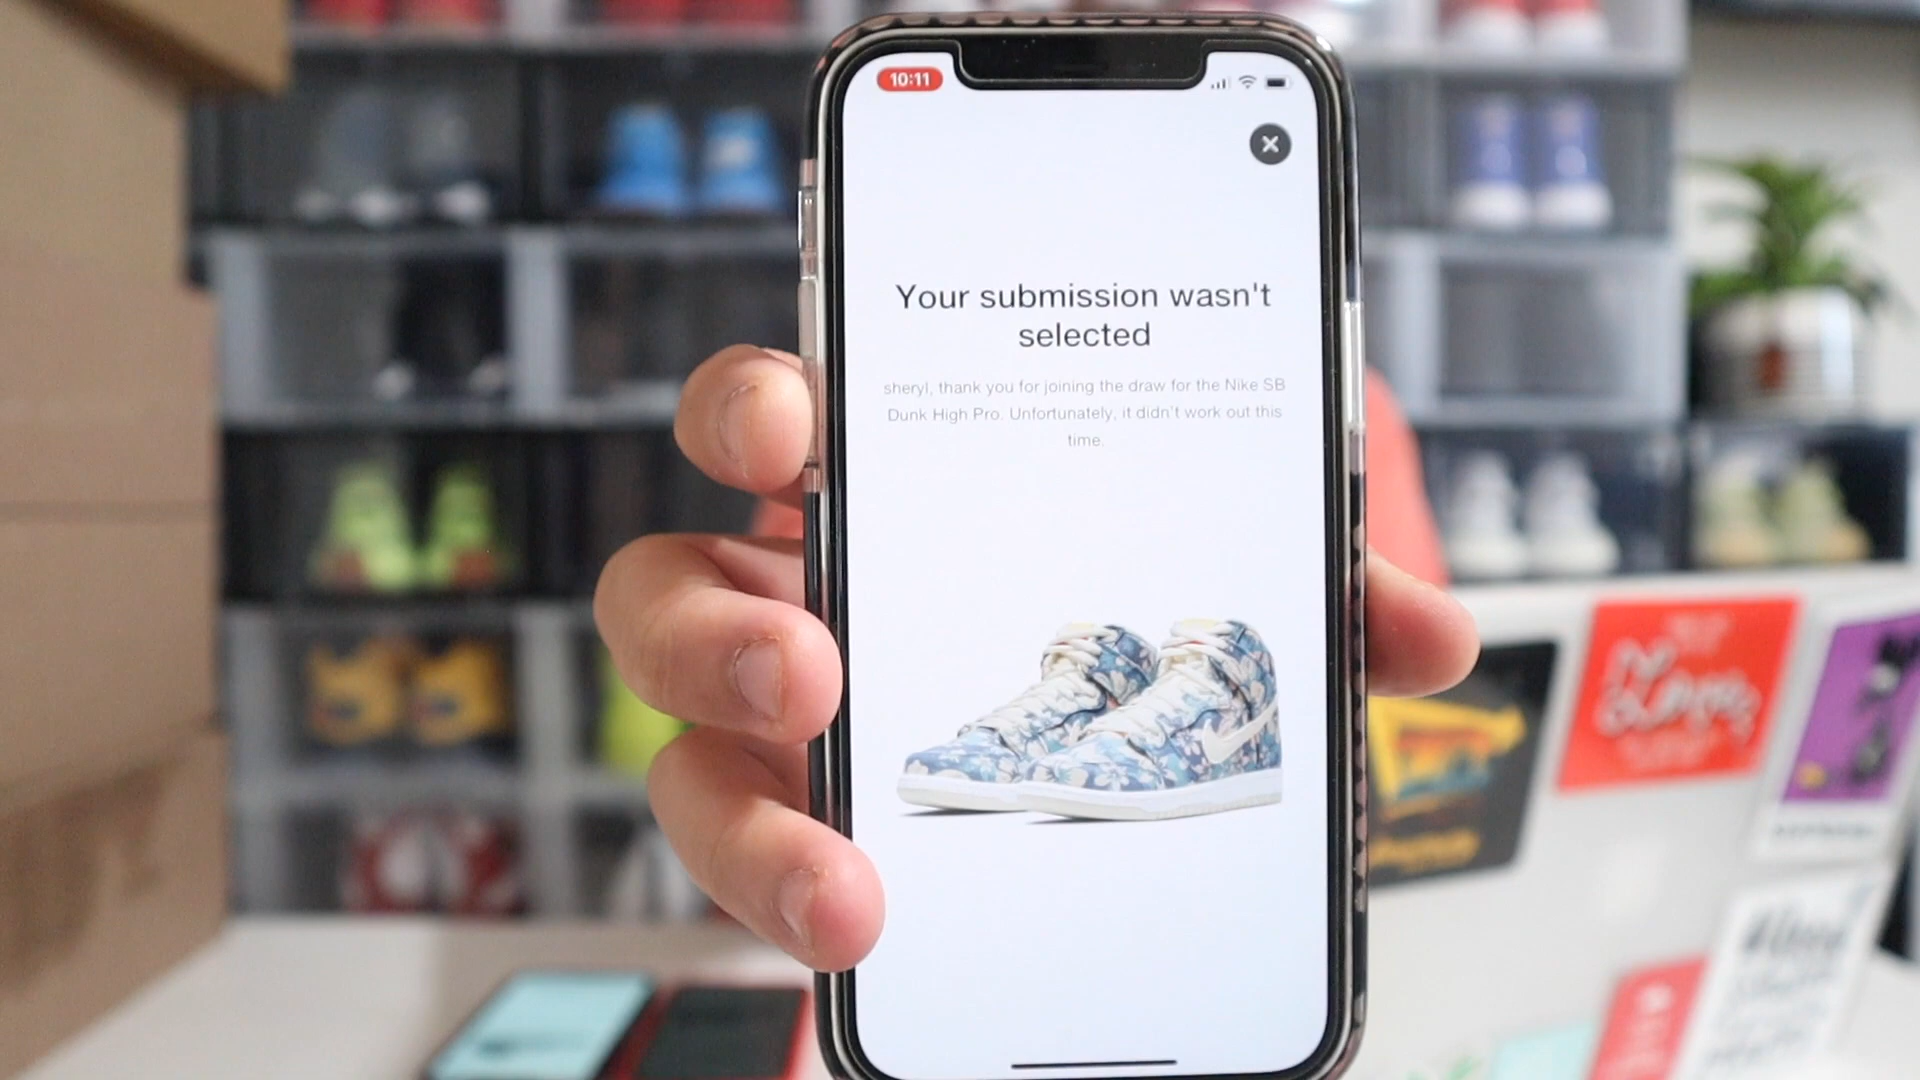 10:11
Your submission wasn't
selected
sheryl, thank you for joining the draw for the Nike SB
Dunk High Pro. Unfortunately, it didn't work out this
time.